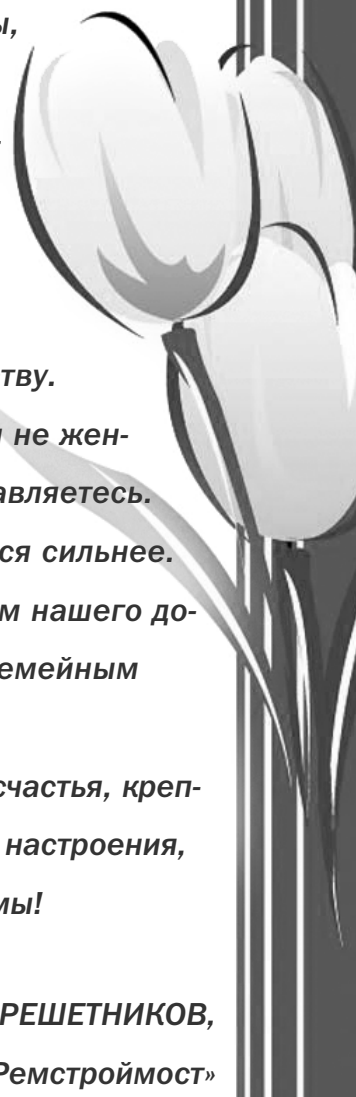 ы,
тву.
не жен-
авляетесь.
ся сильнее.
м нашего до-
емейным
счастья, креп-
настроения,
мы!
РЕШЕТНИКОВ,
Ремстроймост»